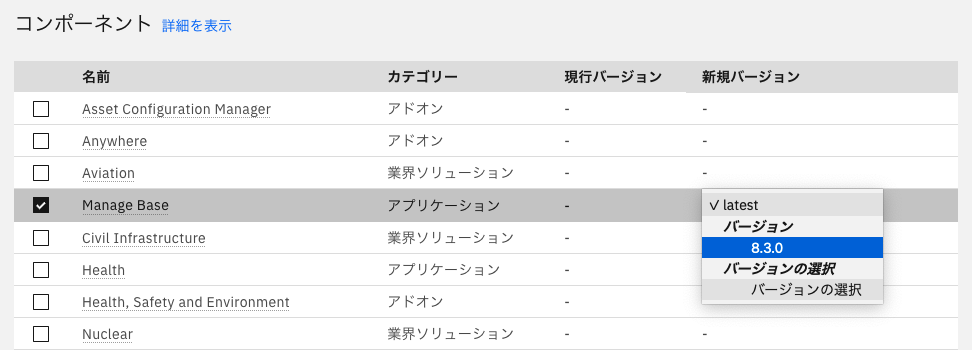 コンポーネント 詳細を表示
名前 カテゴリー 現行バージョン 新規バージョン
Asset Configuration Manager アドオン - -
Anywhere アドオン - -
Aviation 業界ソリューション - -
Manage Base アプリケーション - ✓ latest
バージョン
Civil Infrastructure 業界ソリューション - 8.3.0
Health アプリケーション - バージョンの選択
Health, Safety and Environment アドオン - バージョンの選択
Nuclear 業界ソリューション - -